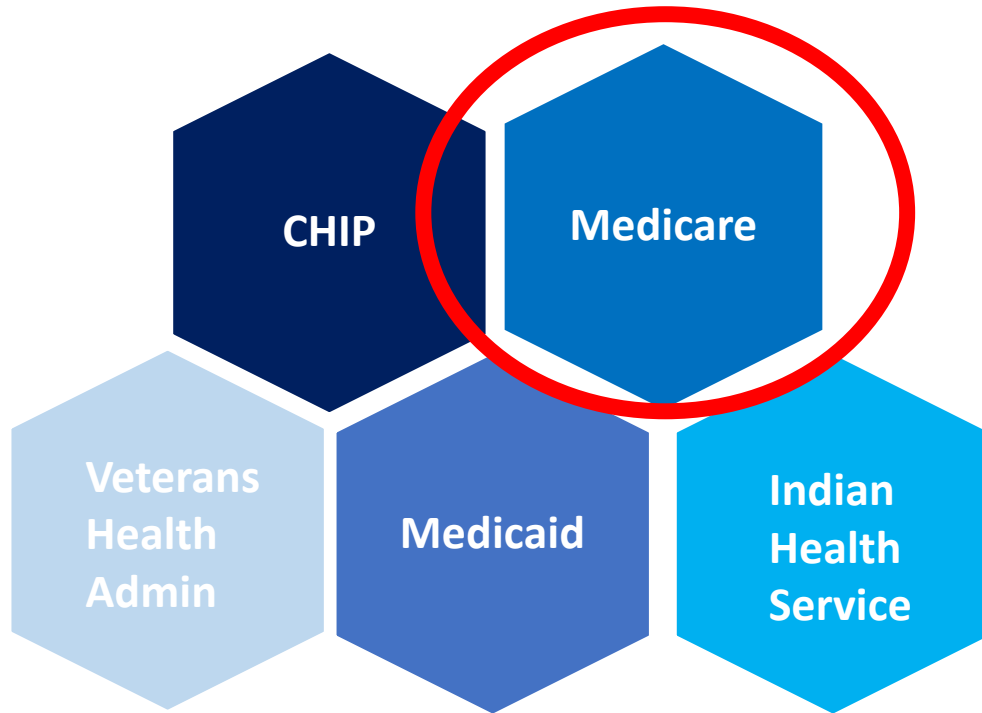 CHIP
Medicare
Veterans
Health
Admin
Medicaid
Indian
Health
Service